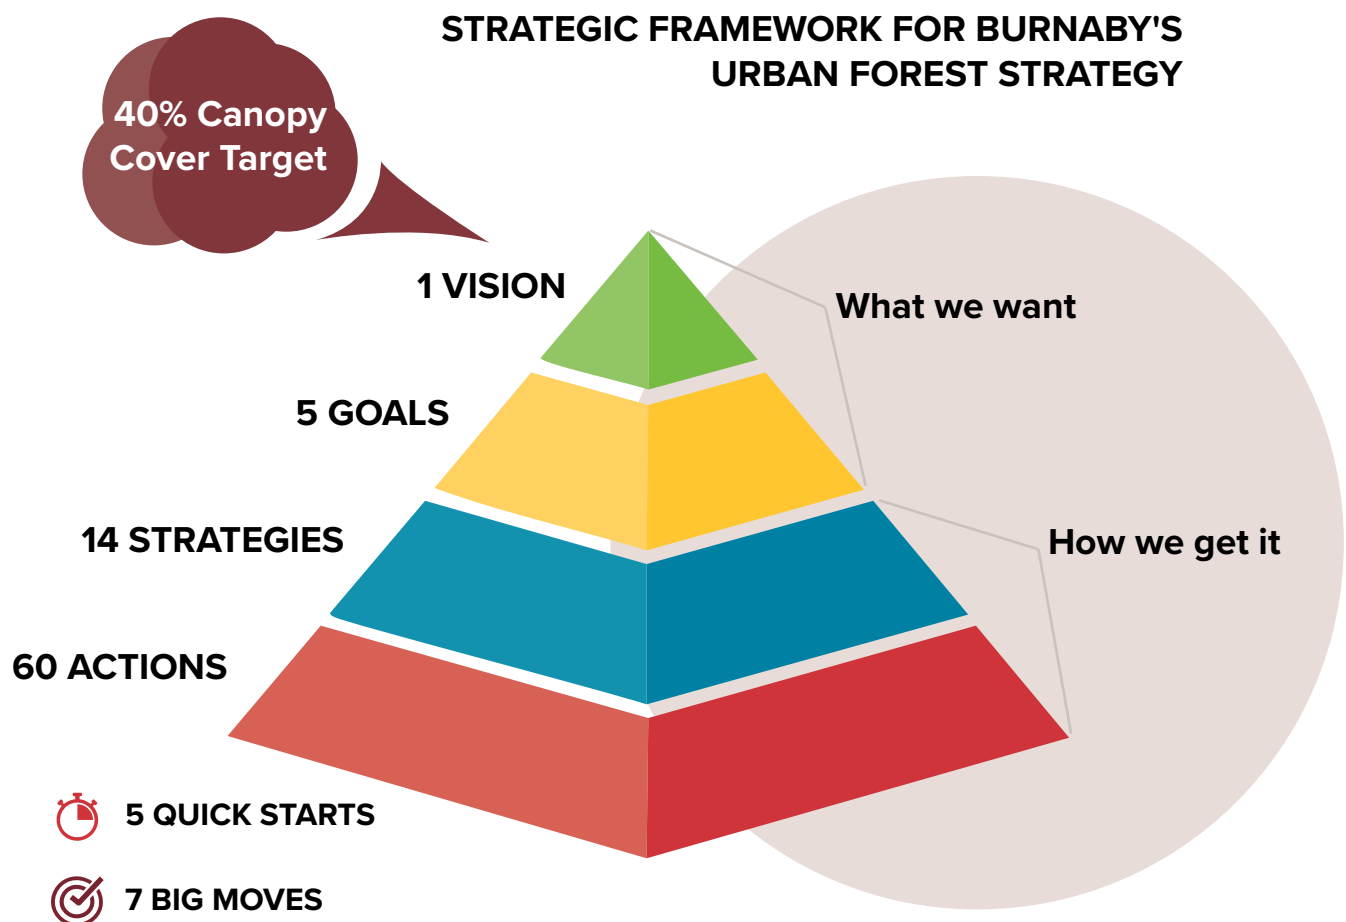 STRATEGIC FRAMEWORK FOR BURNABY'S
URBAN FOREST STRATEGY
40% Canopy
Cover Target
1 VISION
What we want
5 GOALS
14 STRATEGIES
How we get it
60 ACTIONS
5 QUICK STARTS
7 BIG MOVES